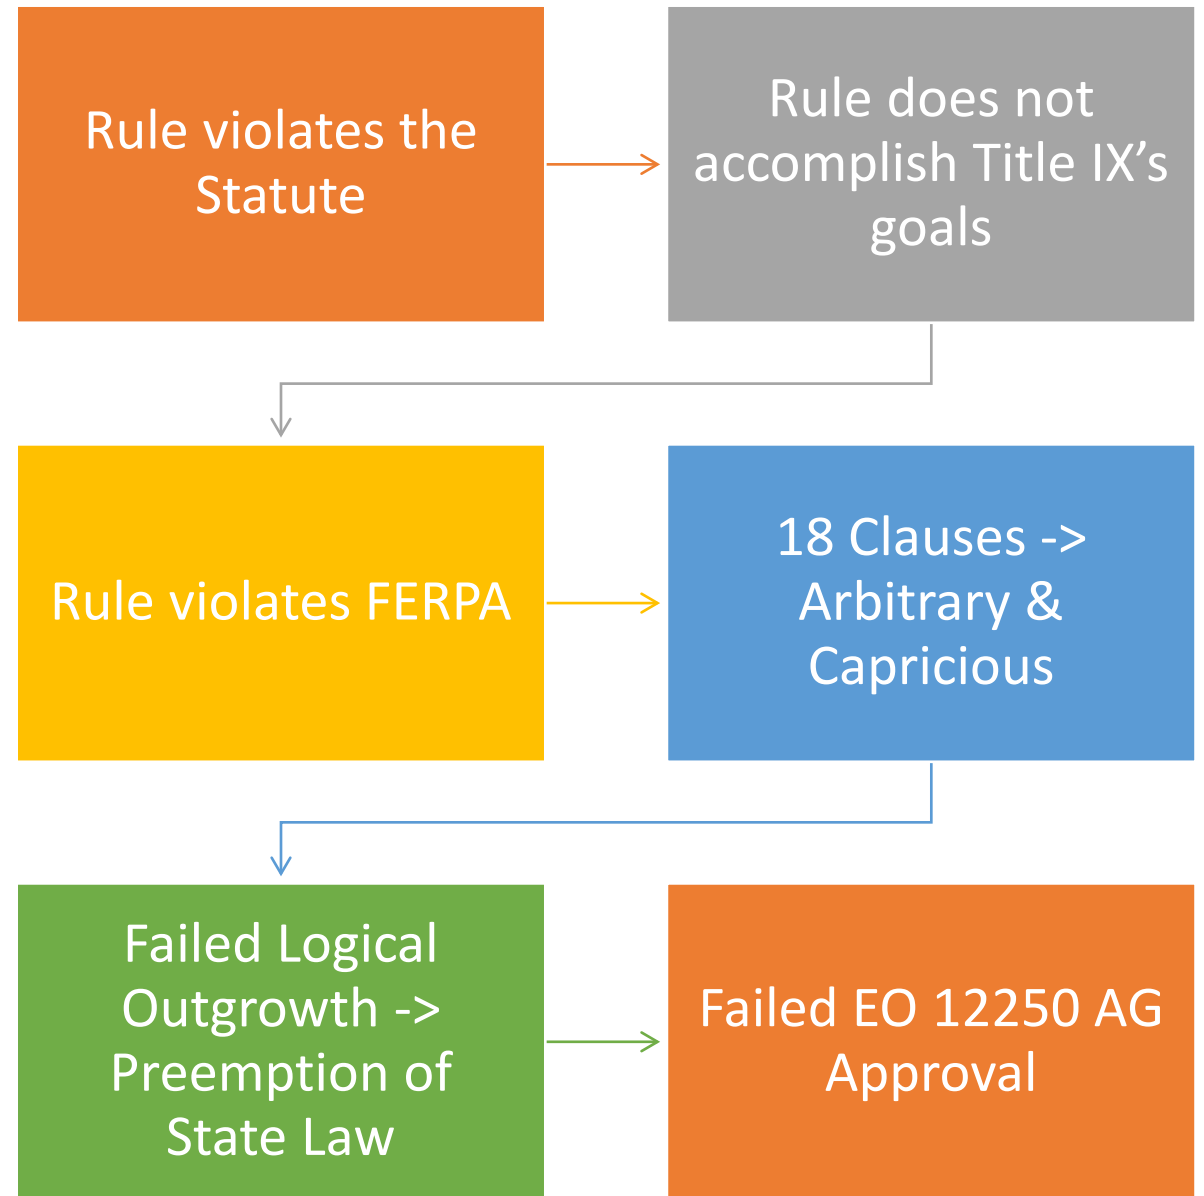 Rule violates the
Statute
Rule does not
accomplish Title IX’s
goals
Rule violates FERPA
18 Clauses ->
Arbitrary &
Capricious
Failed Logical
Outgrowth ->
Preemption of
State Law
Failed EO 12250 AG
Approval